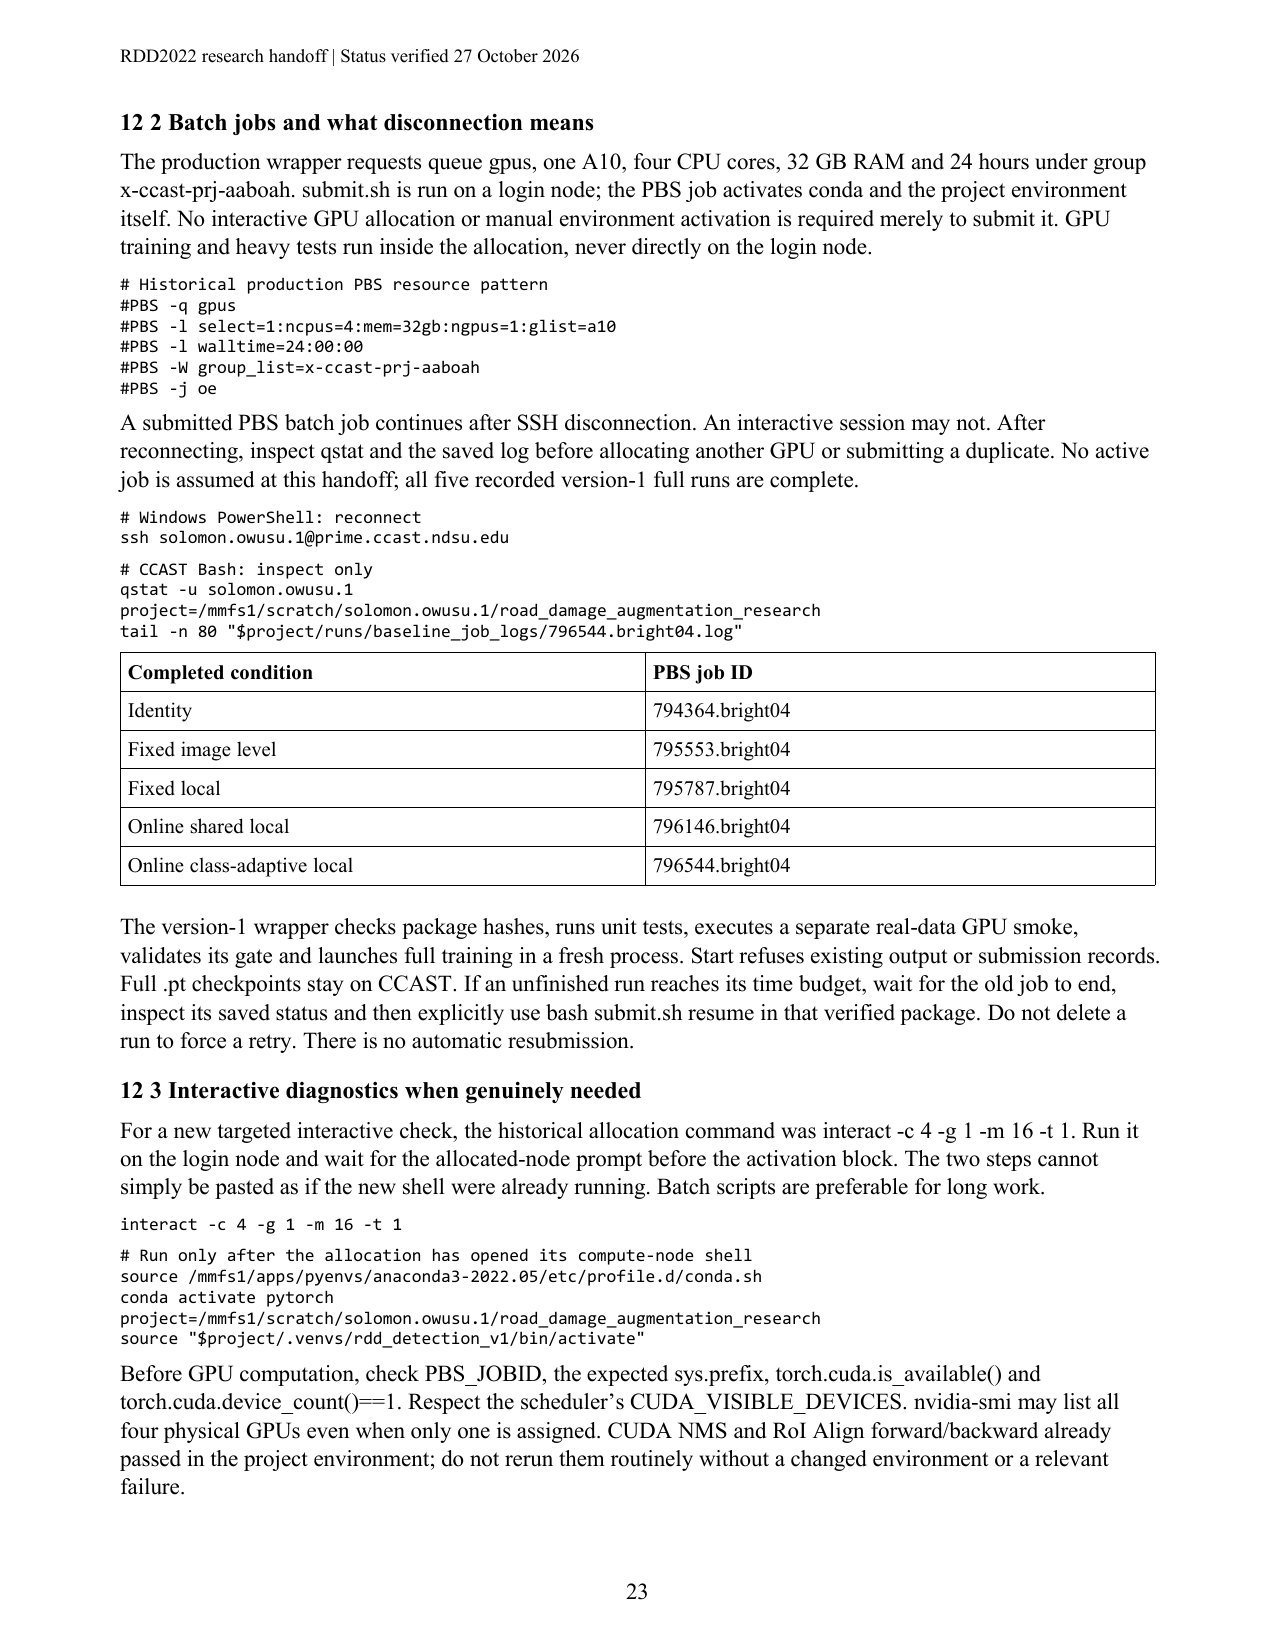 RDD2022 research handoff | Status verified 27 October 2026
12 2 Batch jobs and what disconnection means
The production wrapper requests queue gpus, one A10, four CPU cores, 32 GB RAM and 24 hours under group
x-ccast-prj-aaboah. submit.sh is run on a login node; the PBS job activates conda and the project environment
itself. No interactive GPU allocation or manual environment activation is required merely to submit it. GPU
training and heavy tests run inside the allocation, never directly on the login node.
# Historical production PBS resource pattern
#PBS -q gpus
#PBS -l select=1:ncpus=4:mem=32gb:ngpus=1:glist=a10
#PBS -l walltime=24:00:00
#PBS -W group_list=x-ccast-prj-aaboah
#PBS -j oe
A submitted PBS batch job continues after SSH disconnection. An interactive session may not. After
reconnecting, inspect qstat and the saved log before allocating another GPU or submitting a duplicate. No active
job is assumed at this handoff; all five recorded version-1 full runs are complete.
# Windows PowerShell: reconnect
ssh solomon.owusu.1@prime.ccast.ndsu.edu
# CCAST Bash: inspect only
qstat -u solomon.owusu.1
project=/mmfs1/scratch/solomon.owusu.1/road_damage_augmentation_research
tail -n 80 "$project/runs/baseline_job_logs/796544.bright04.log"
Completed condition PBS job ID
Identity 794364.bright04
Fixed image level 795553.bright04
Fixed local 795787.bright04
Online shared local 796146.bright04
Online class-adaptive local 796544.bright04
The version-1 wrapper checks package hashes, runs unit tests, executes a separate real-data GPU smoke,
validates its gate and launches full training in a fresh process. Start refuses existing output or submission records.
Full .pt checkpoints stay on CCAST. If an unfinished run reaches its time budget, wait for the old job to end,
inspect its saved status and then explicitly use bash submit.sh resume in that verified package. Do not delete a
run to force a retry. There is no automatic resubmission.
12 3 Interactive diagnostics when genuinely needed
For a new targeted interactive check, the historical allocation command was interact -c 4 -g 1 -m 16 -t 1. Run it
on the login node and wait for the allocated-node prompt before the activation block. The two steps cannot
simply be pasted as if the new shell were already running. Batch scripts are preferable for long work.
interact -c 4 -g 1 -m 16 -t 1
# Run only after the allocation has opened its compute-node shell
source /mmfs1/apps/pyenvs/anaconda3-2022.05/etc/profile.d/conda.sh
conda activate pytorch
project=/mmfs1/scratch/solomon.owusu.1/road_damage_augmentation_research
source "$project/.venvs/rdd_detection_v1/bin/activate"
Before GPU computation, check PBS_JOBID, the expected sys.prefix, torch.cuda.is_available() and
torch.cuda.device_count()==1. Respect the scheduler’s CUDA_VISIBLE_DEVICES. nvidia-smi may list all
four physical GPUs even when only one is assigned. CUDA NMS and RoI Align forward/backward already
passed in the project environment; do not rerun them routinely without a changed environment or a relevant
failure.
23